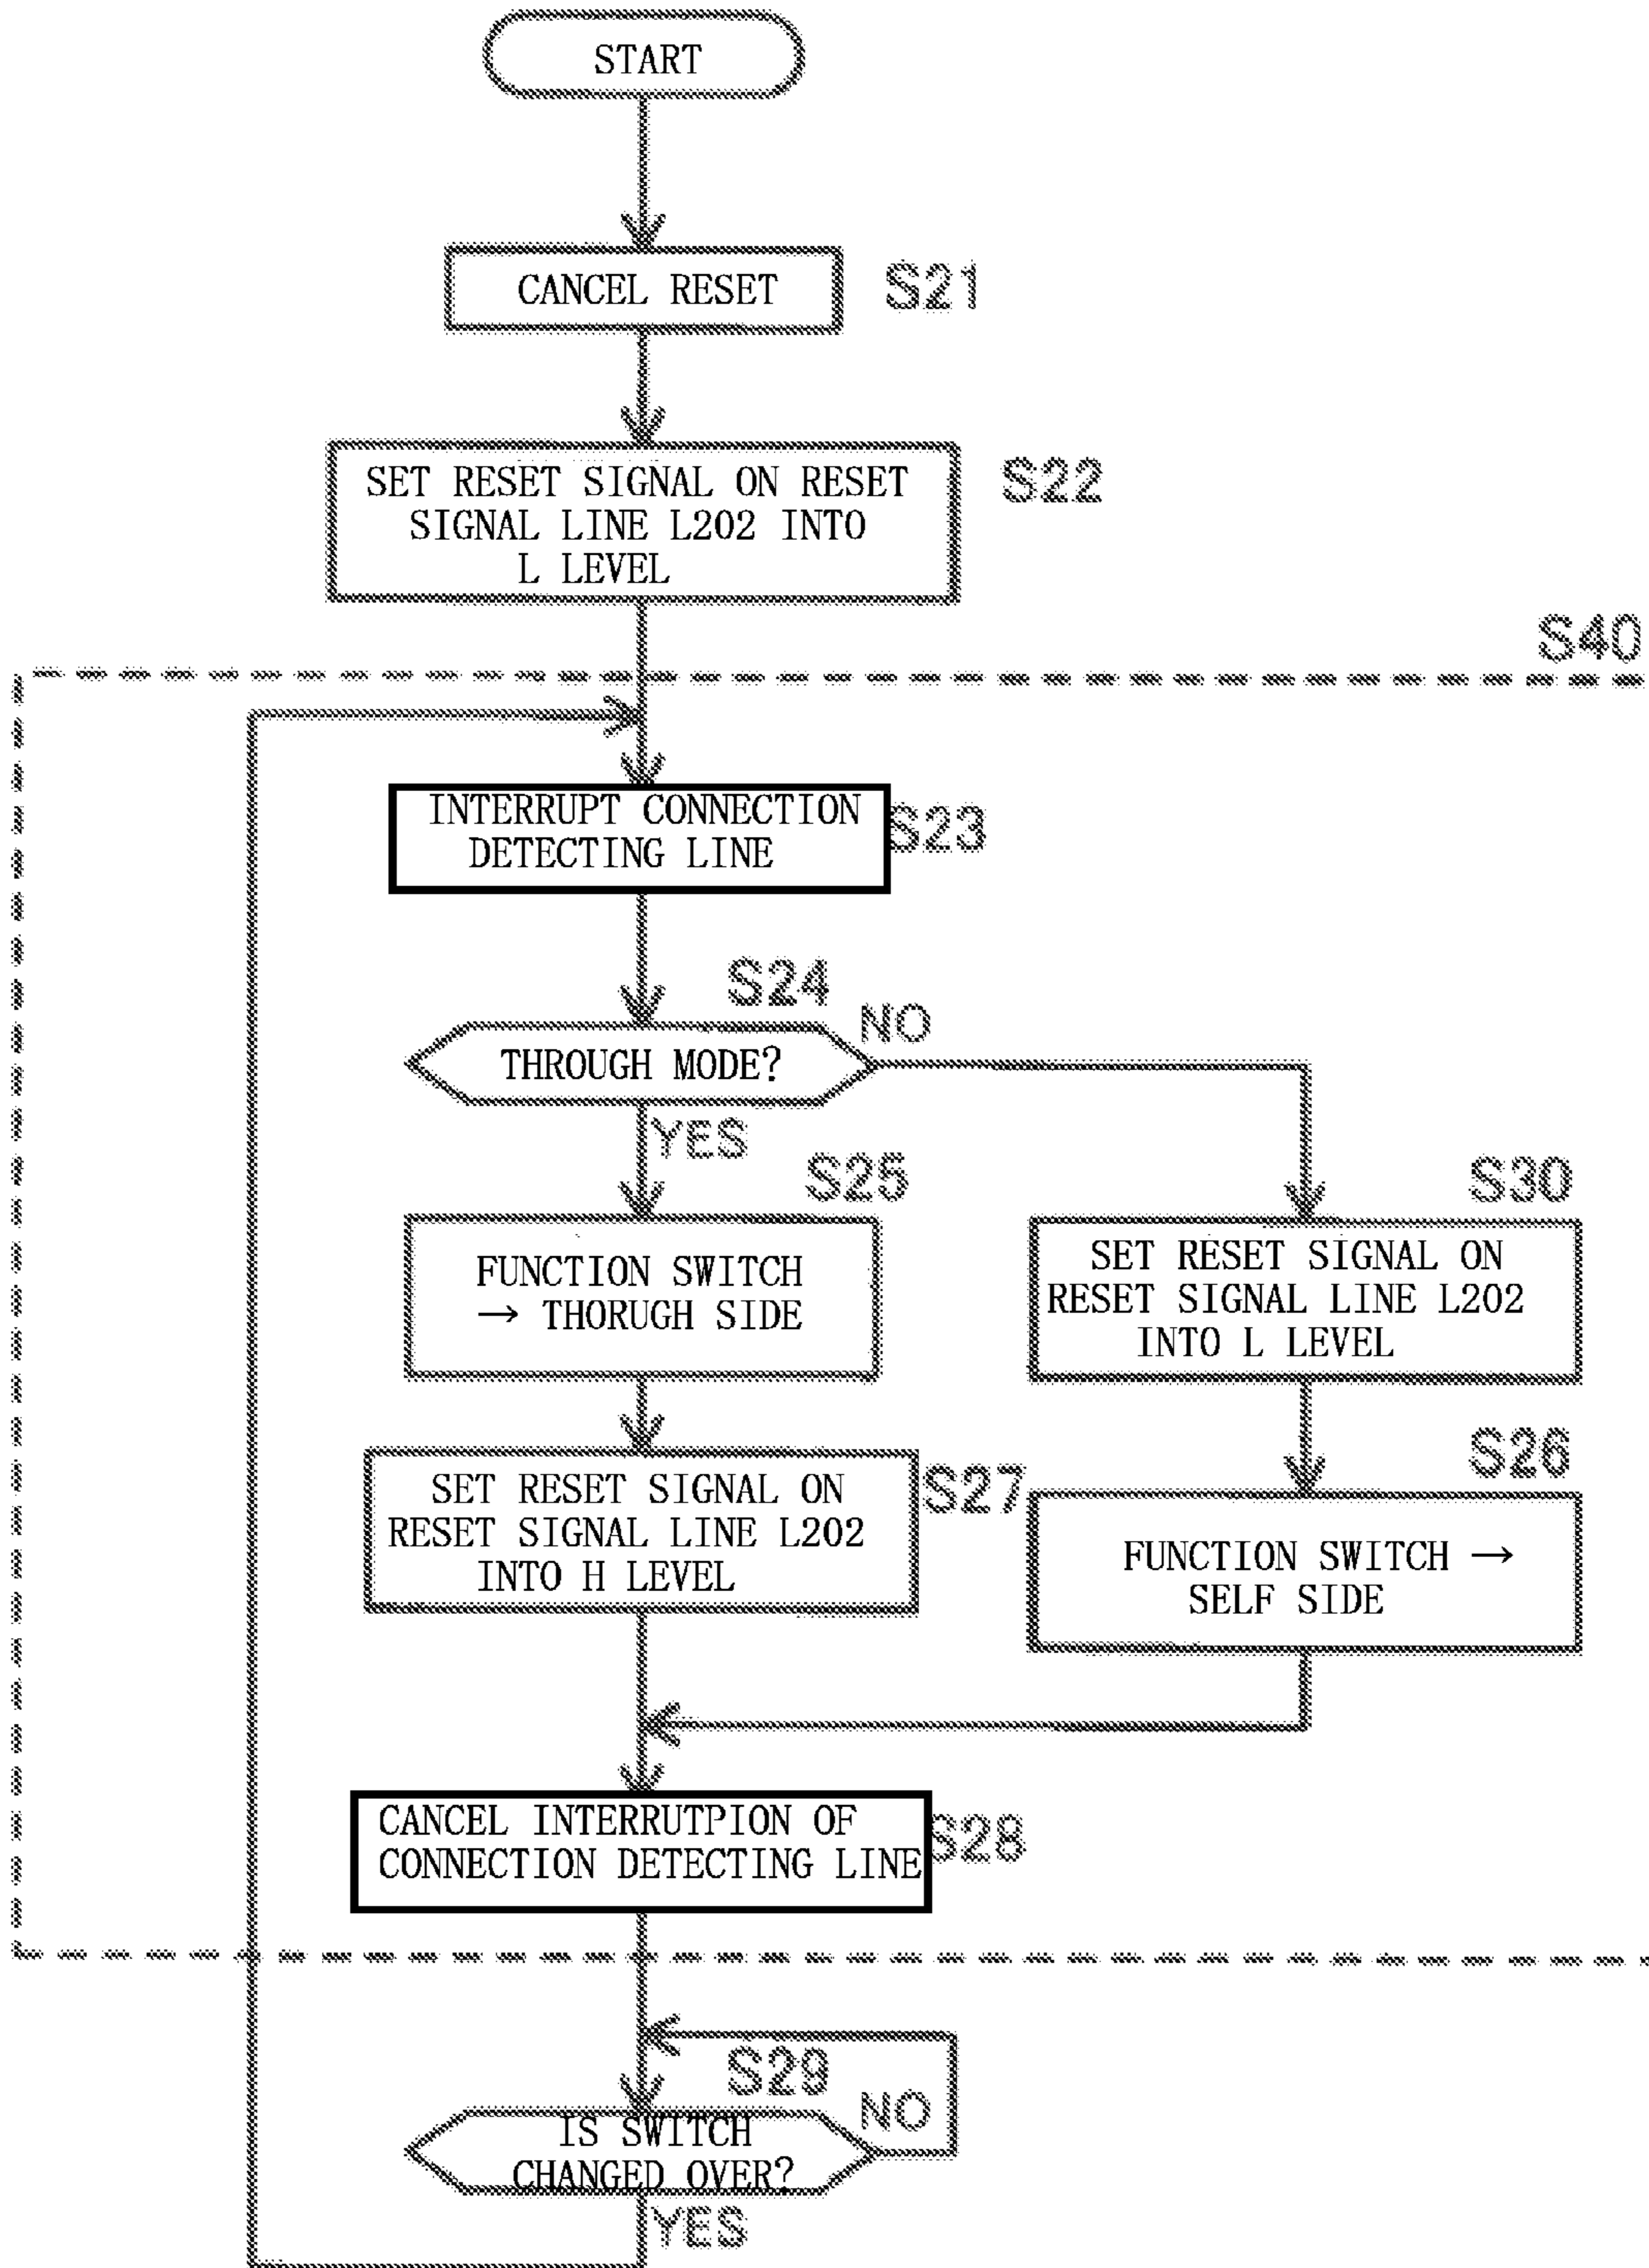 START
CANCEL RESET
S21
SET RESET SIGNAL ON RESET
SIGNAL LINE L202 INTO
L LEVEL
S22
S40
INTERRUPT CONNECTION
DETECTING LINE
S23
S24
THROUGH MODE?
NO
YES
S25
FUNCTION SWITCH
→ THORUGH SIDE
S30
SET RESET SIGNAL ON
RESET SIGNAL LINE L202
INTO L LEVEL
SET RESET SIGNAL ON
RESET SIGNAL LINE L202
INTO H LEVEL
S27
S26
FUNCTION SWITCH →
SELF SIDE
CANCEL INTERRUTPION OF
CONNECTION DETECTING LINE
S28
S29
IS SWITCH
CHANGED OVER?
NO
YES